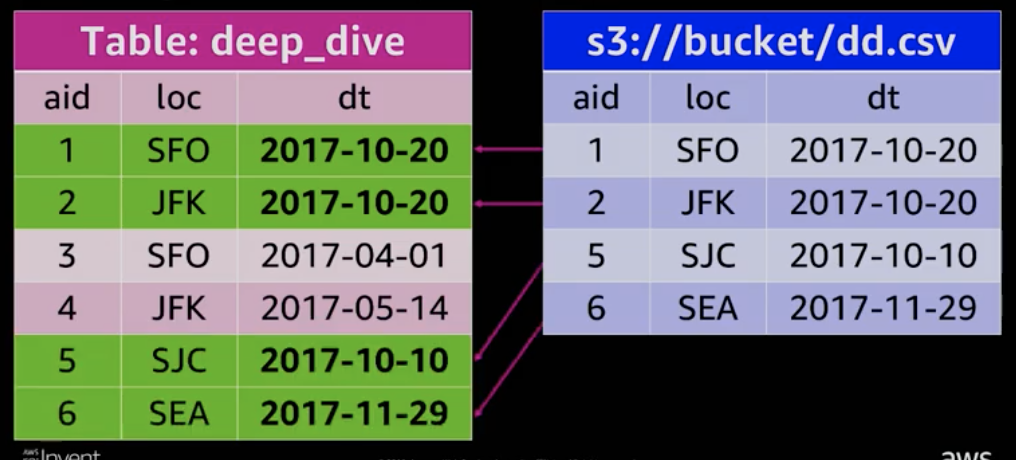 Table: deep_dive
aid loc dt
1 SFO 2017-10-20
2 JFK 2017-10-20
3 SFO 2017-04-01
4 JFK 2017-05-14
5 SJC 2017-10-10
6 SEA 2017-11-29
s3://bucket/dd.csv
aid loc dt
1 SFO 2017-10-20
2 JFK 2017-10-20
5 SJC 2017-10-10
6 SEA 2017-11-29
AWS
Invent
aws